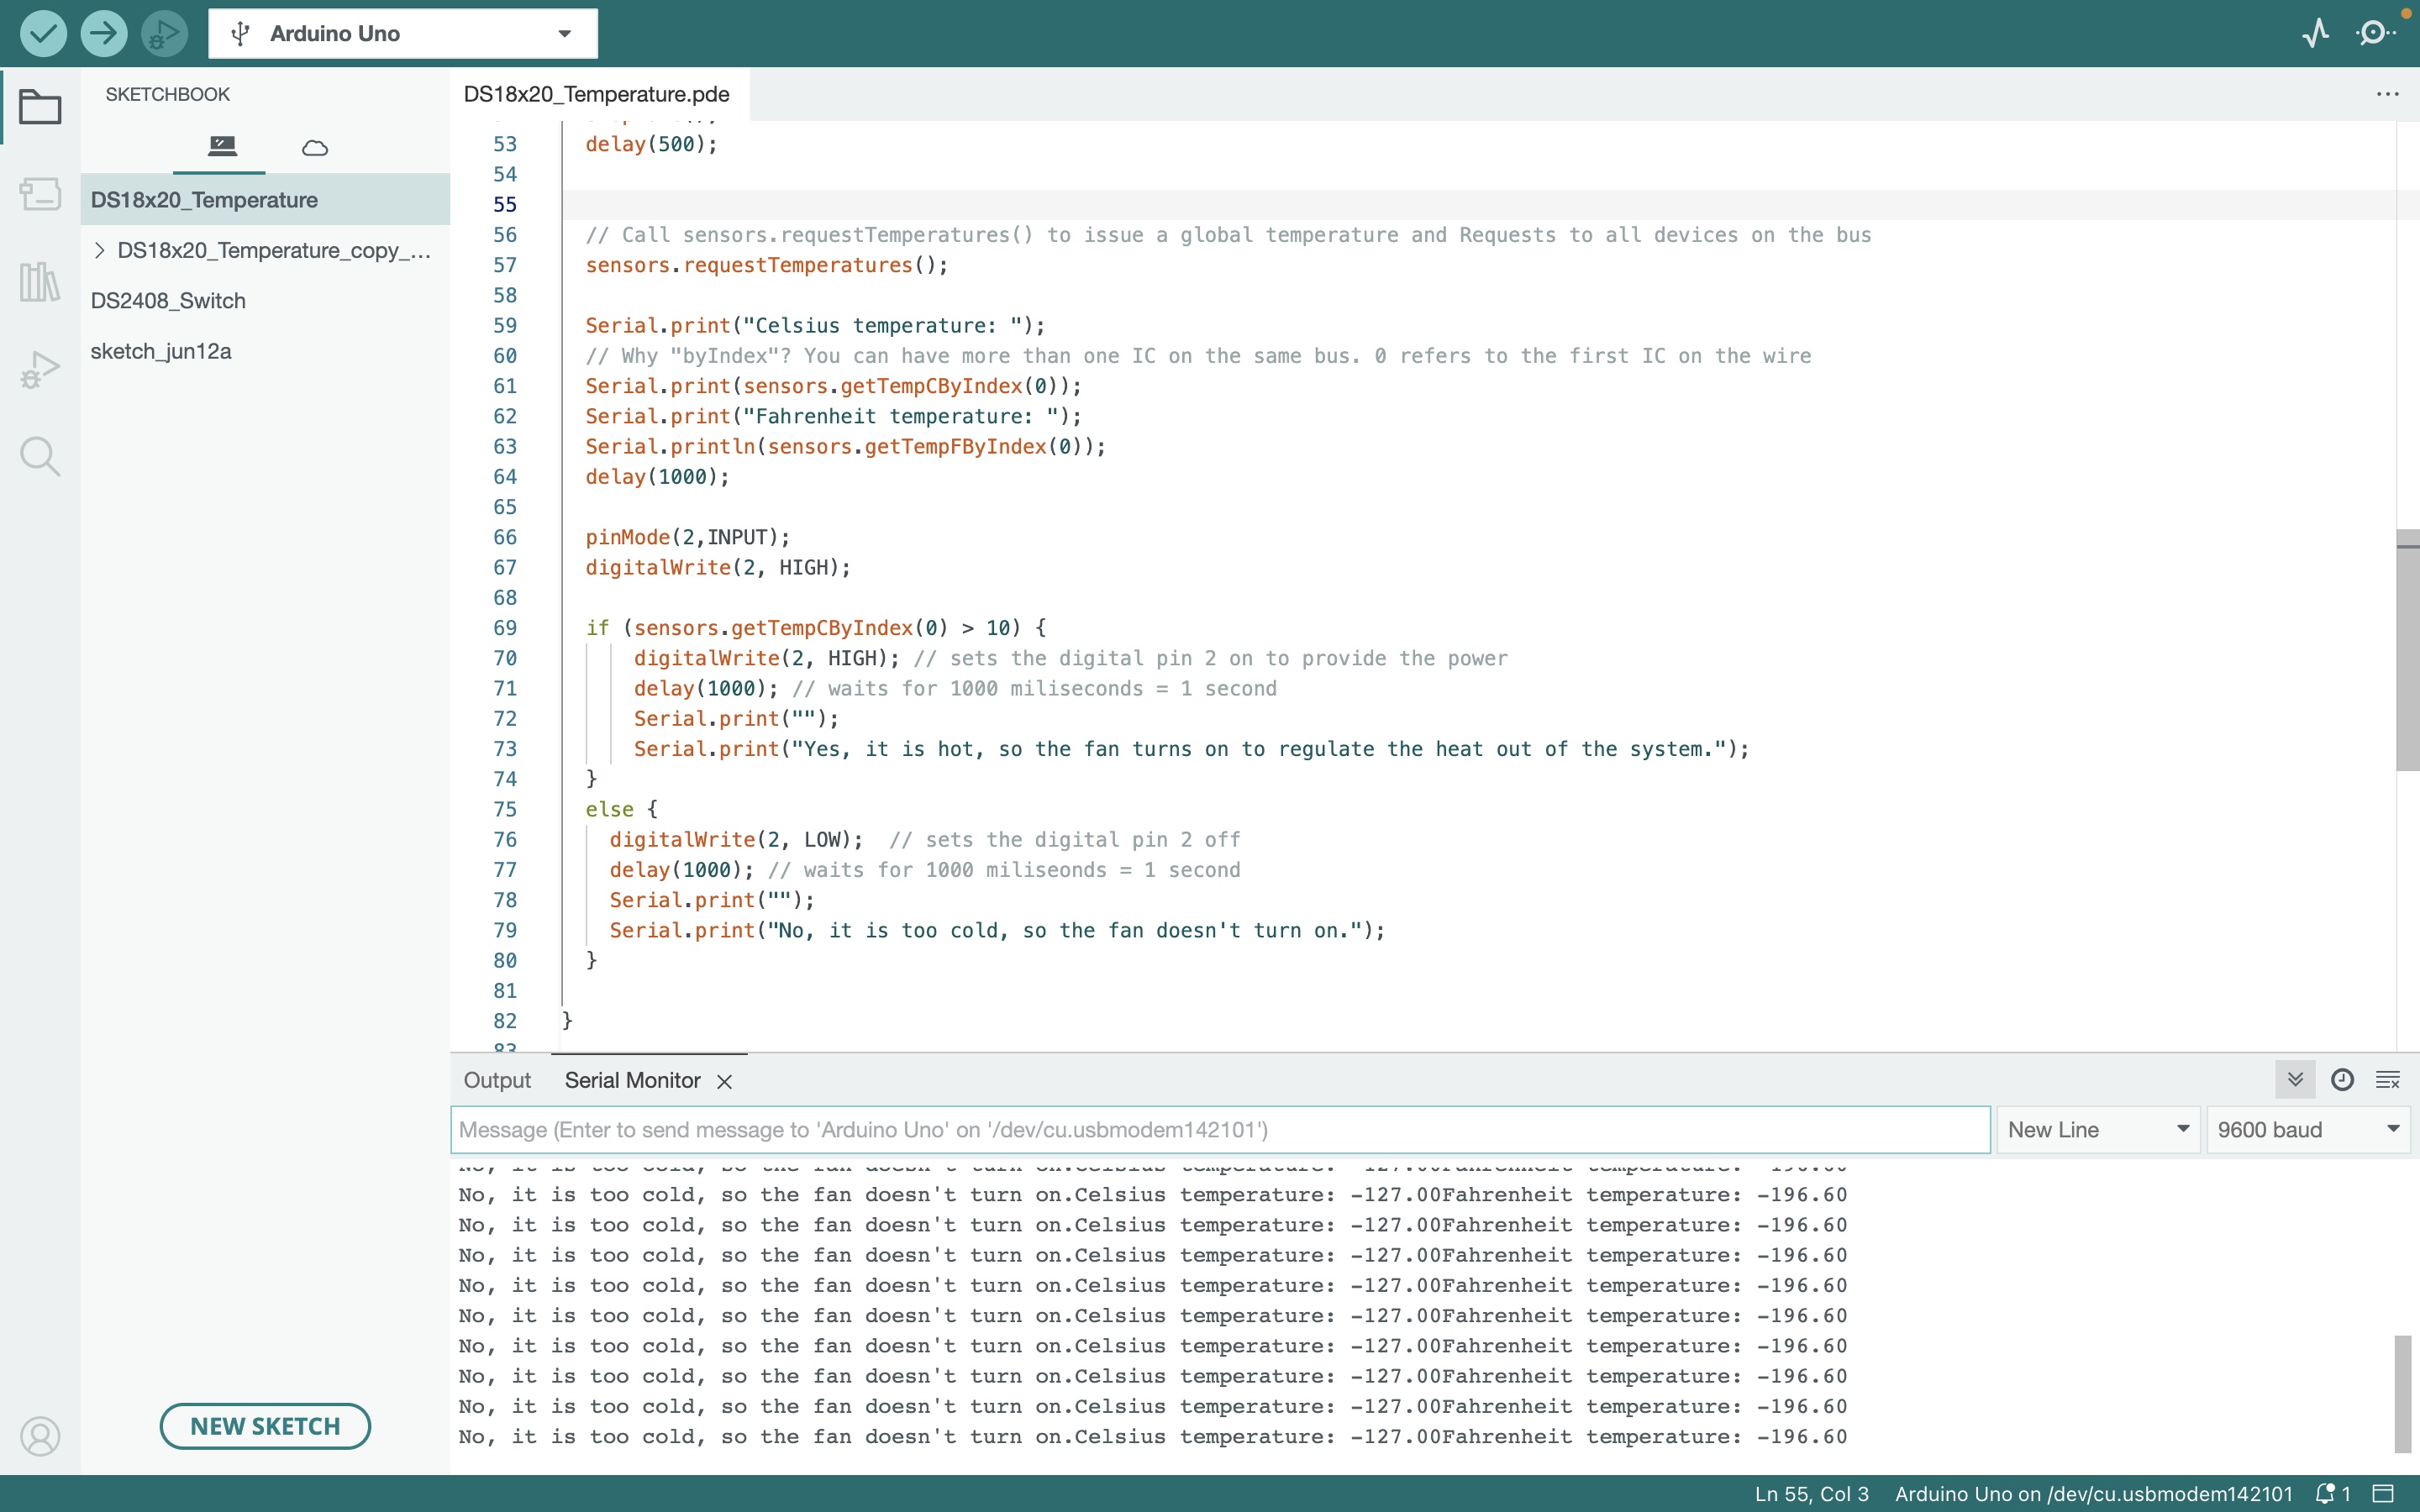 Arduino Uno
SKETCHBOOK
DS18x20_Temperature
DS18x20_Temperature_copy_...
DS2408_Switch
sketch_jun12a
NEW SKETCH
DS18x20_Temperature.pde
53 delay(500);
54
55
56 // Call sensors.requestTemperatures() to issue a global temperature and Requests to all devices on the bus
57 sensors.requestTemperatures();
58
59 Serial.print("Celsius temperature: ");
60 // Why "byIndex"? You can have more than one IC on the same bus. 0 refers to the first IC on the wire
61 Serial.print(sensors.getTempCByIndex(0));
62 Serial.print("Fahrenheit temperature: ");
63 Serial.println(sensors.getTempFByIndex(0));
64 delay(1000);
65
66 pinMode(2,INPUT);
67 digitalWrite(2, HIGH);
68
69 if (sensors.getTempCByIndex(0) > 10) {
70 digitalWrite(2, HIGH); // sets the digital pin 2 on to provide the power
71 delay(1000); // waits for 1000 miliseconds = 1 second
72 Serial.print("");
73 Serial.print("Yes, it is hot, so the fan turns on to regulate the heat out of the system.");
74 }
75 else {
76 digitalWrite(2, LOW);  // sets the digital pin 2 off
77 delay(1000); // waits for 1000 miliseonds = 1 second
78 Serial.print("");
79 Serial.print("No, it is too cold, so the fan doesn't turn on.");
80 }
81
82 }
83
Output Serial Monitor
Message (Enter to send message to 'Arduino Uno' on '/dev/cu.usbmodem142101') New Line 9600 baud
No, it is too cold, so the fan doesn't turn on.Celsius temperature: -127.00Fahrenheit temperature: -196.60
No, it is too cold, so the fan doesn't turn on.Celsius temperature: -127.00Fahrenheit temperature: -196.60
No, it is too cold, so the fan doesn't turn on.Celsius temperature: -127.00Fahrenheit temperature: -196.60
No, it is too cold, so the fan doesn't turn on.Celsius temperature: -127.00Fahrenheit temperature: -196.60
No, it is too cold, so the fan doesn't turn on.Celsius temperature: -127.00Fahrenheit temperature: -196.60
No, it is too cold, so the fan doesn't turn on.Celsius temperature: -127.00Fahrenheit temperature: -196.60
No, it is too cold, so the fan doesn't turn on.Celsius temperature: -127.00Fahrenheit temperature: -196.60
No, it is too cold, so the fan doesn't turn on.Celsius temperature: -127.00Fahrenheit temperature: -196.60
No, it is too cold, so the fan doesn't turn on.Celsius temperature: -127.00Fahrenheit temperature: -196.60
No, it is too cold, so the fan doesn't turn on.Celsius temperature: -127.00Fahrenheit temperature: -196.60
Ln 55, Col 3 Arduino Uno on /dev/cu.usbmodem142101 1